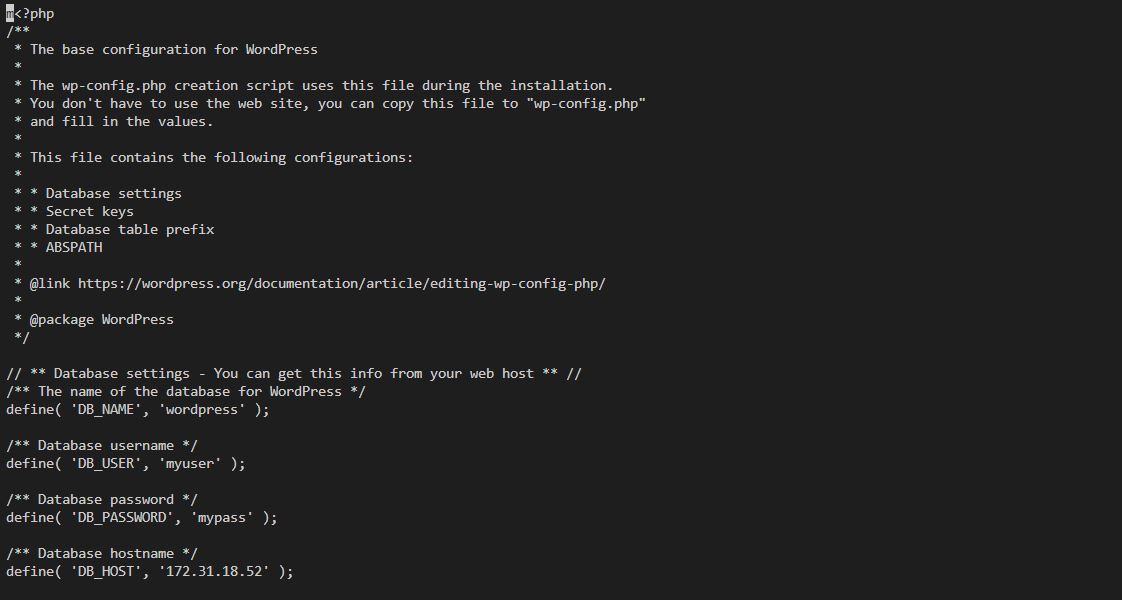 m<?php
/**
 * The base configuration for WordPress
 *
 * The wp-config.php creation script uses this file during the installation.
 * You don't have to use the web site, you can copy this file to "wp-config.php"
 * and fill in the values.
 *
 * This file contains the following configurations:
 *
 * * Database settings
 * * Secret keys
 * * Database table prefix
 * * ABSPATH
 *
 * @link https://wordpress.org/documentation/article/editing-wp-config-php/
 *
 * @package WordPress
 */

// ** Database settings - You can get this info from your web host ** //
/** The name of the database for WordPress */
define( 'DB_NAME', 'wordpress' );

/** Database username */
define( 'DB_USER', 'myuser' );

/** Database password */
define( 'DB_PASSWORD', 'mypass' );

/** Database hostname */
define( 'DB_HOST', '172.31.18.52' );